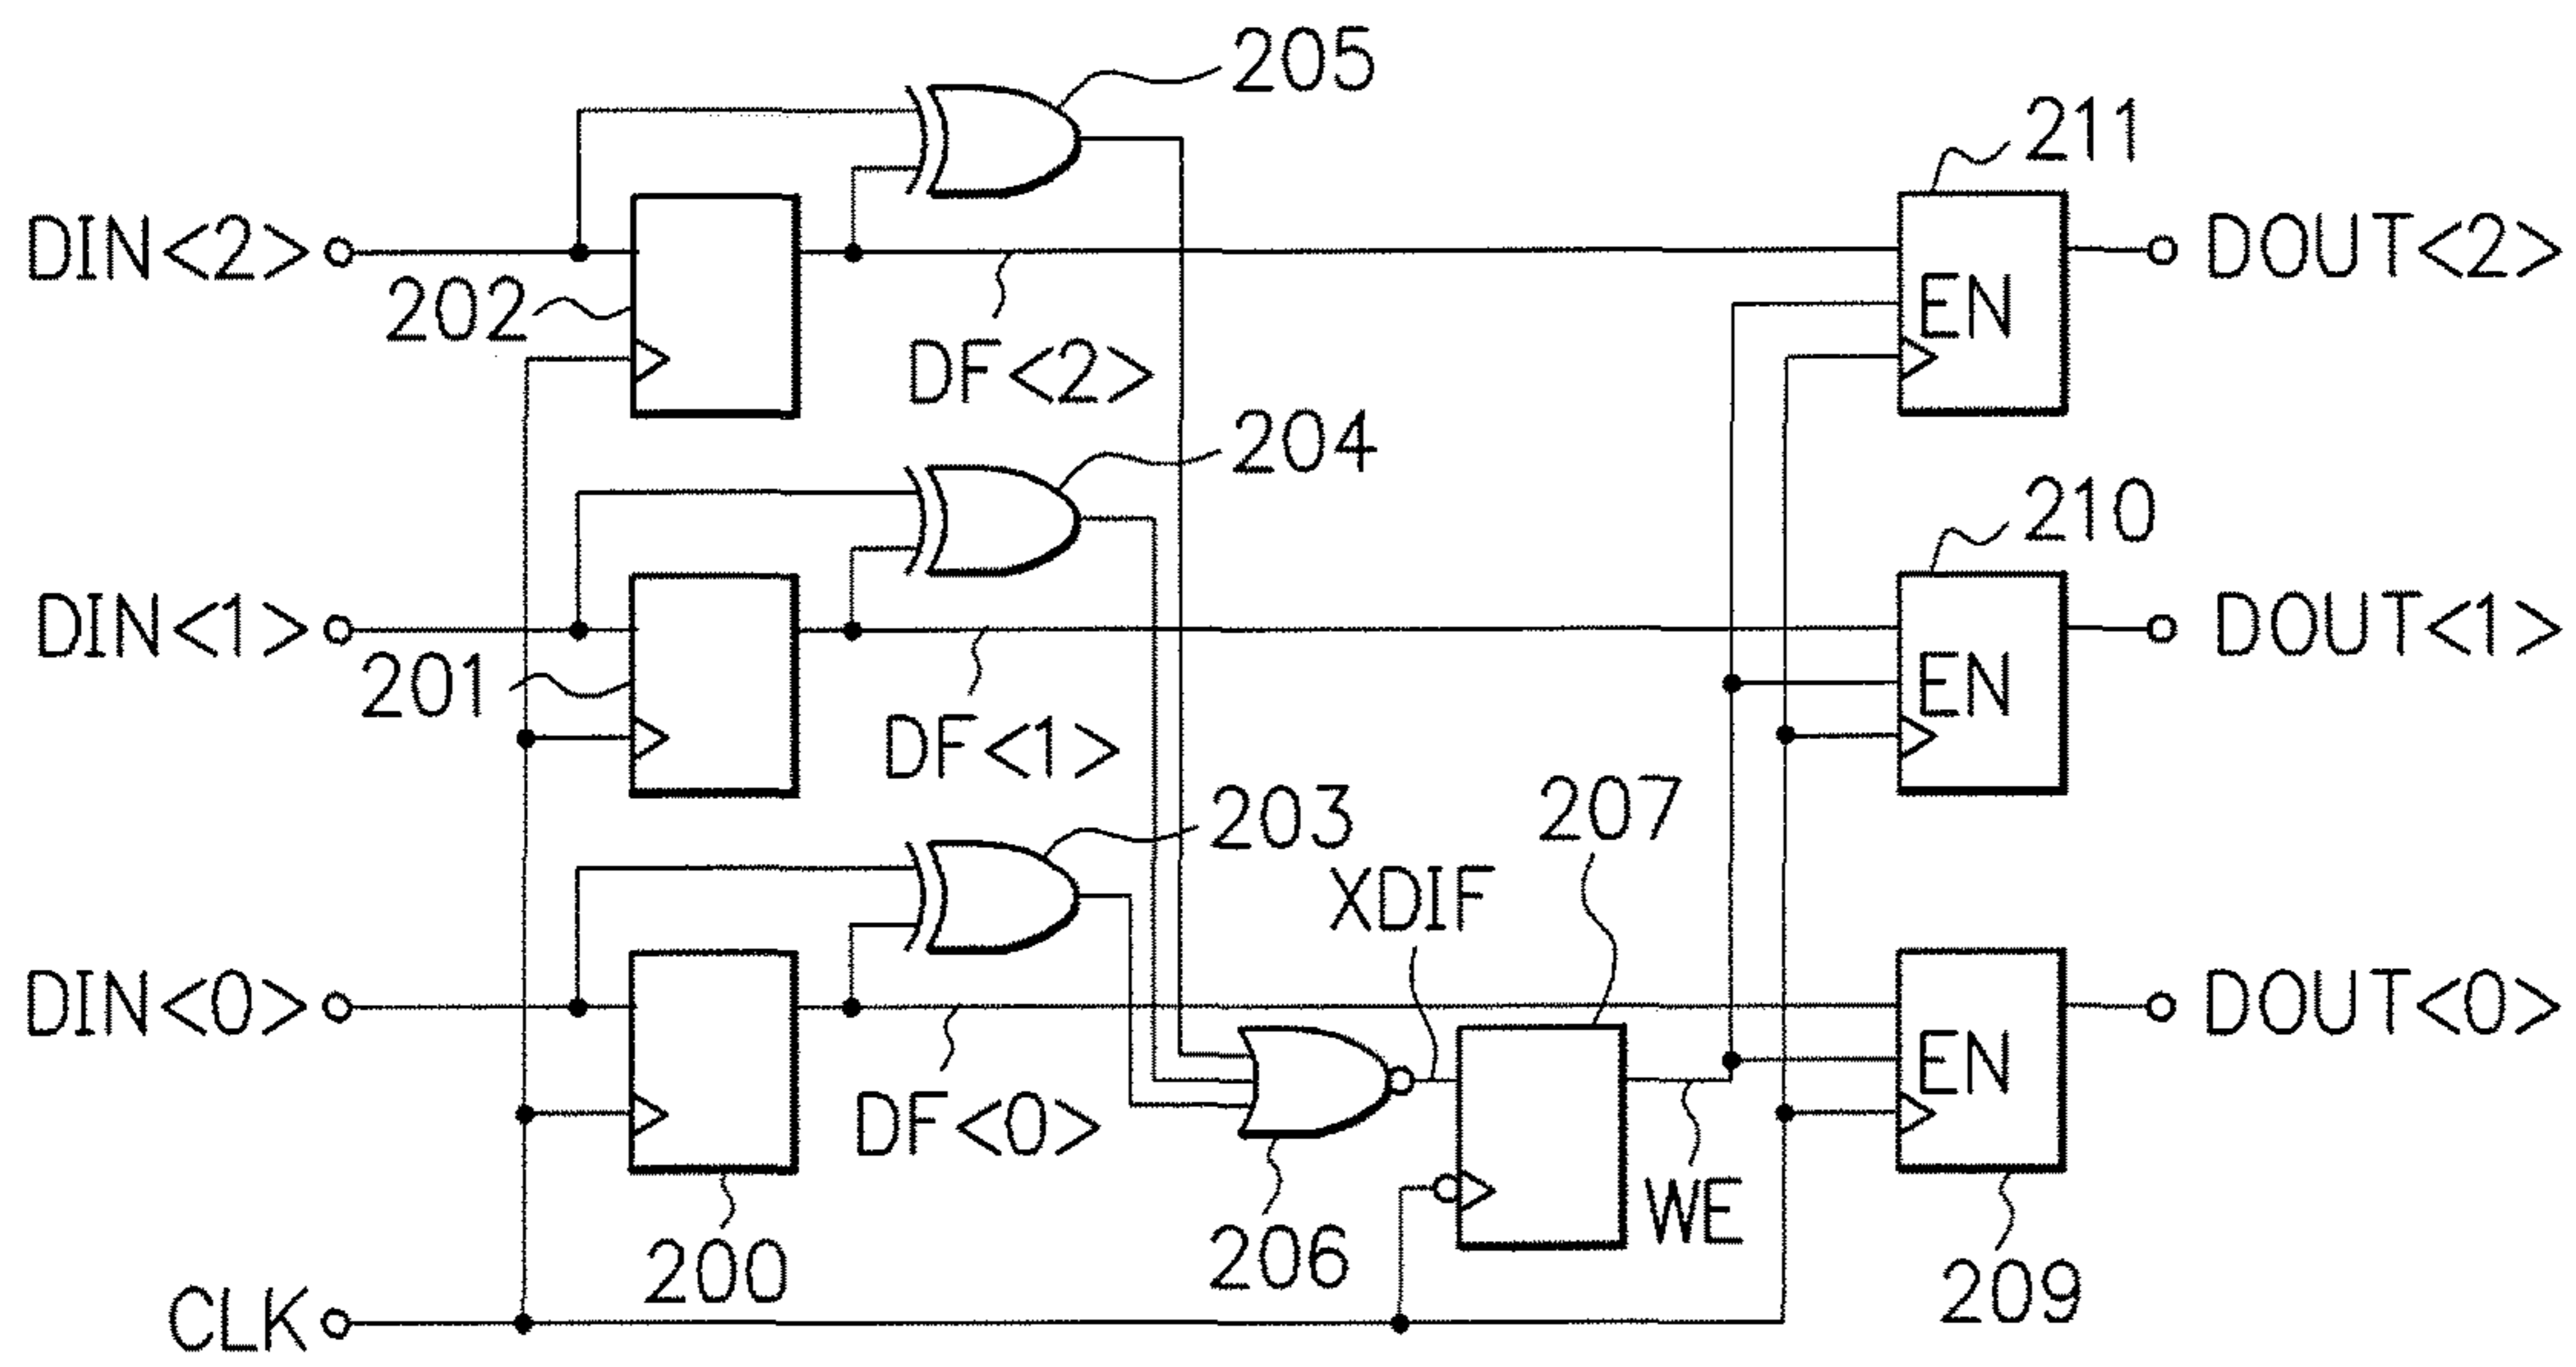 205
211
DIN<2>
DOUT<2>
202
EN
DF<2>
204
210
DIN<1>
DOUT<1>
201
EN
DF<1>
203
207
XDIF
DIN<0>
DOUT<0>
EN
DF<0>
WE
206
200
209
CLK